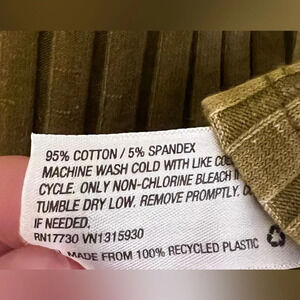 95% COTTON / 5% SPANDEX
MACHINE WASH COLD WITH LIKE
CYCLE. ONLY NON-CHLORINE BLEACH
TUMBLE DRY LOW. REMOVE PROMPTLY.
IF NEEDED.
RN17730 VN1315930
MADE FROM 100% RECYCLED PLASTIC